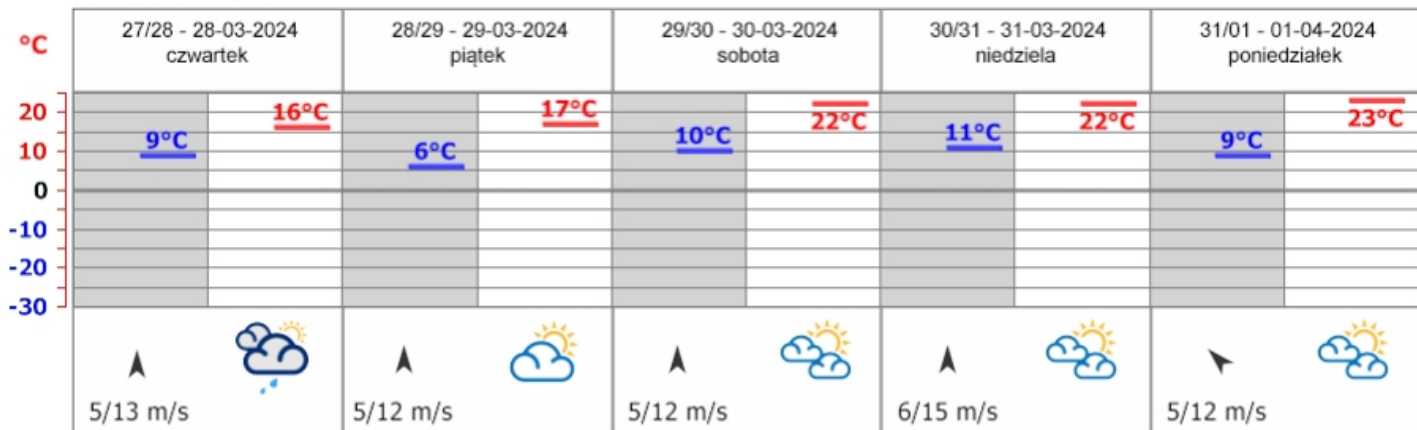 °C
27/28 - 28-03-2024
czwartek
28/29 - 29-03-2024
piątek
29/30 - 30-03-2024
sobota
30/31 - 31-03-2024
niedziela
31/01 - 01-04-2024
poniedziałek
20
10
0
-10
-20
-30
9°C
16°C
6°C
17°C
10°C
22°C
11°C
22°C
9°C
23°C
5/13 m/s
5/12 m/s
5/12 m/s
6/15 m/s
5/12 m/s